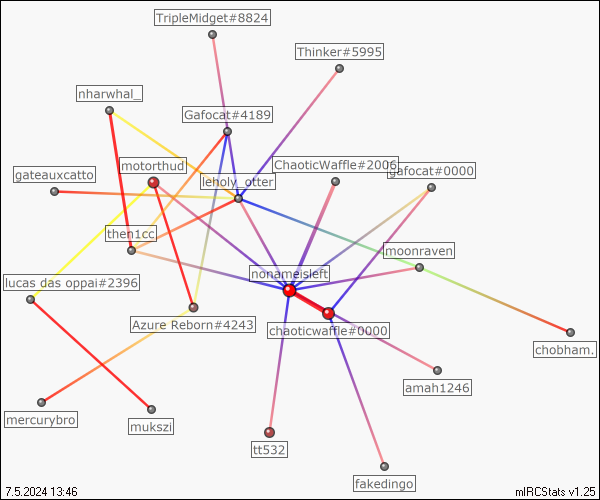 TripleMidget#8824
Thinker#5995
nharwhal_
Gafocat#4189
motorthud
ChaoticWaffle#2006
gafocat#0000
gateauxcatto
leholy_otter
then1cc
moonraven
nonameisleft
lucas das oppai#2396
Azure Reborn#4243
chaoticwaffle#0000
chobham.
amah1246
mercurybro
mukszi
tt532
fakedingo
7.5.2024 13:46
mIRCStats v1.25